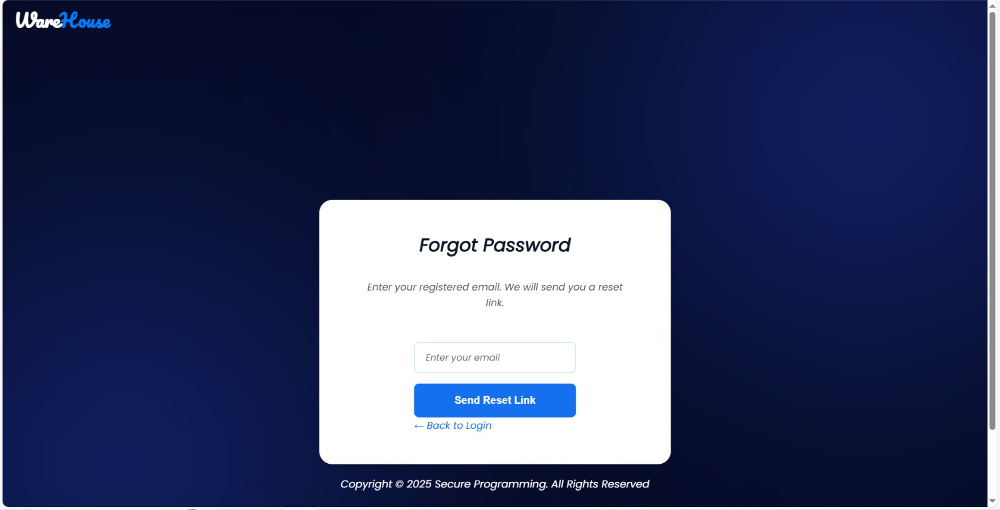 WareHouse
Forgot Password
Enter your registered email. We will send you a reset
link.
Enter your email
Send Reset Link
← Back to Login
Copyright © 2025 Secure Programming. All Rights Reserved